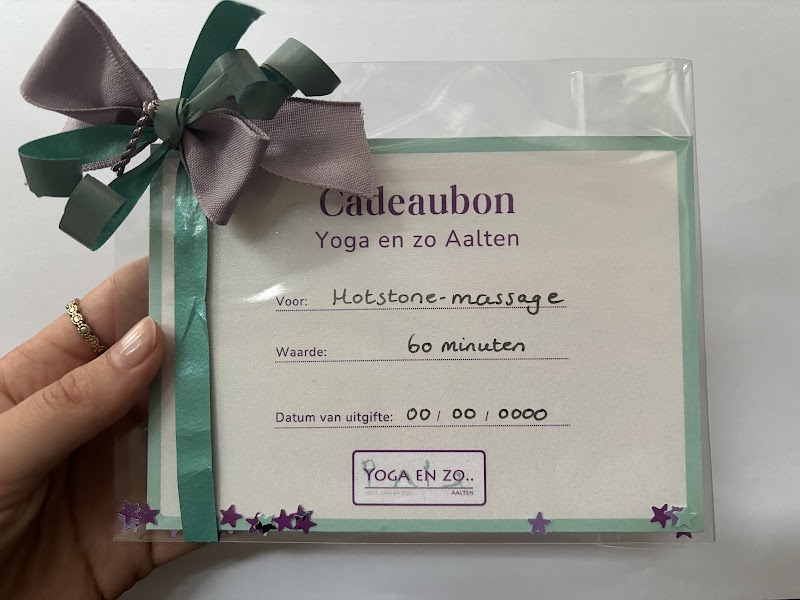 Cadeaubon
Yoga en zo Aalten
Voor: Hotstone-massage
Waarde: 60 minuten
Datum van uitgifte: 00 / 00 / 0000
YOGA EN ZO..
AALTEN